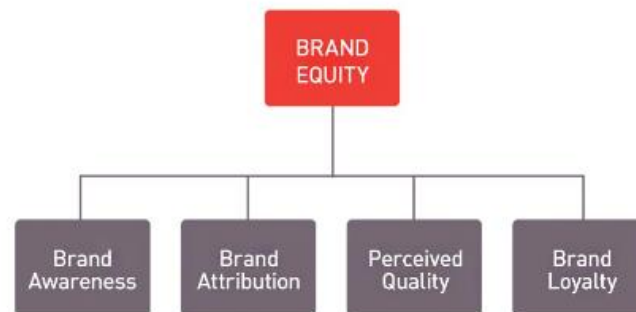 BRAND
EQUITY
Brand
Awareness
Brand
Attribution
Perceived
Quality
Brand
Loyalty